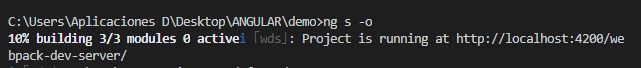 C:\Users\Aplicaciones D\Desktop\ANGULAR\demo>ng s -o
10% building 3/3 modules 0 activei ｢wds｣: Project is running at http://localhost:4200/we
bpack-dev-server/